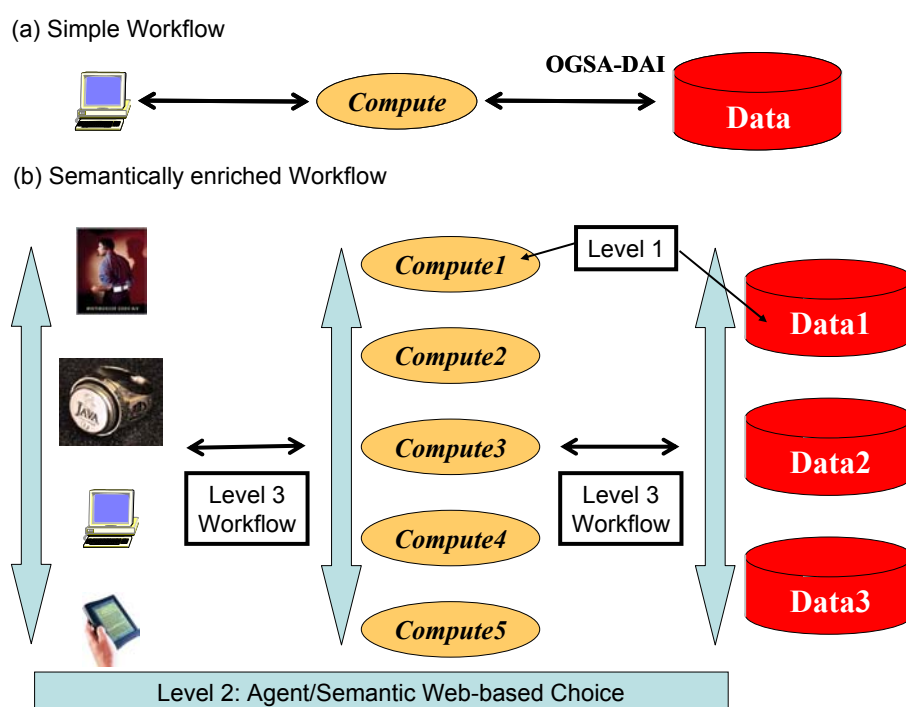 (a) Simple Workflow
OGSA-DAI
Compute
Data
(b) Semantically enriched Workflow
Compute1
Level 1
Data1
Compute2
JAVA
Compute3
Data2
Level 3
Workflow
Level 3
Workflow
Compute4
Data3
Compute5
Level 2: Agent/Semantic Web-based Choice